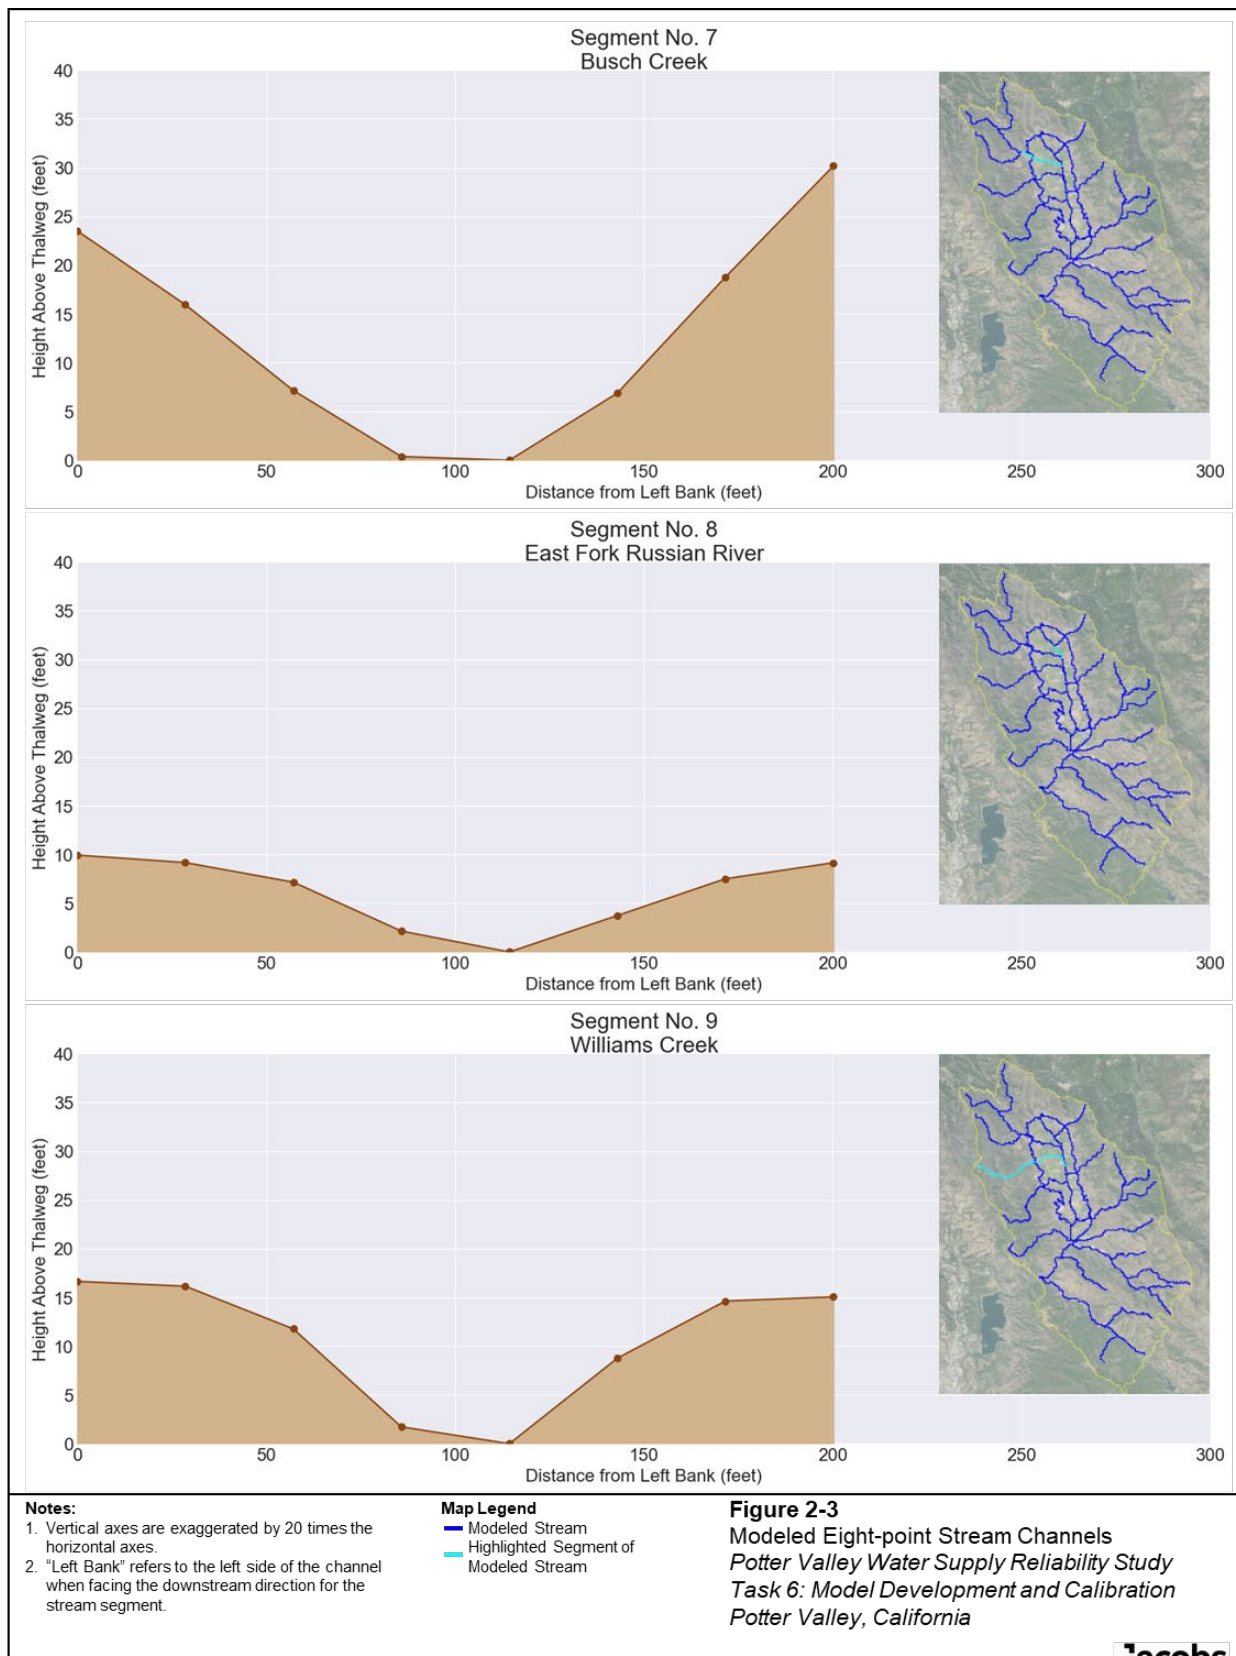 Segment No. 7
Busch Creek
40
35
30
25
20
15
10
5
0
Height Above Thalweg (feet)
0 50 100 150 200 250 300
Distance from Left Bank (feet)
Segment No. 8
East Fork Russian River
40
35
30
25
20
15
10
5
0
Height Above Thalweg (feet)
0 50 100 150 200 250 300
Distance from Left Bank (feet)
Segment No. 9
Williams Creek
40
35
30
25
20
15
10
5
0
Height Above Thalweg (feet)
0 50 100 150 200 250 300
Distance from Left Bank (feet)
Notes:
1. Vertical axes are exaggerated by 20 times the
horizontal axes.
2. “Left Bank” refers to the left side of the channel
when facing the downstream direction for the
stream segment.
Map Legend
Modeled Stream
Highlighted Segment of
Modeled Stream
Figure 2-3
Modeled Eight-point Stream Channels
Potter Valley Water Supply Reliability Study
Task 6: Model Development and Calibration
Potter Valley, California
Jacobs